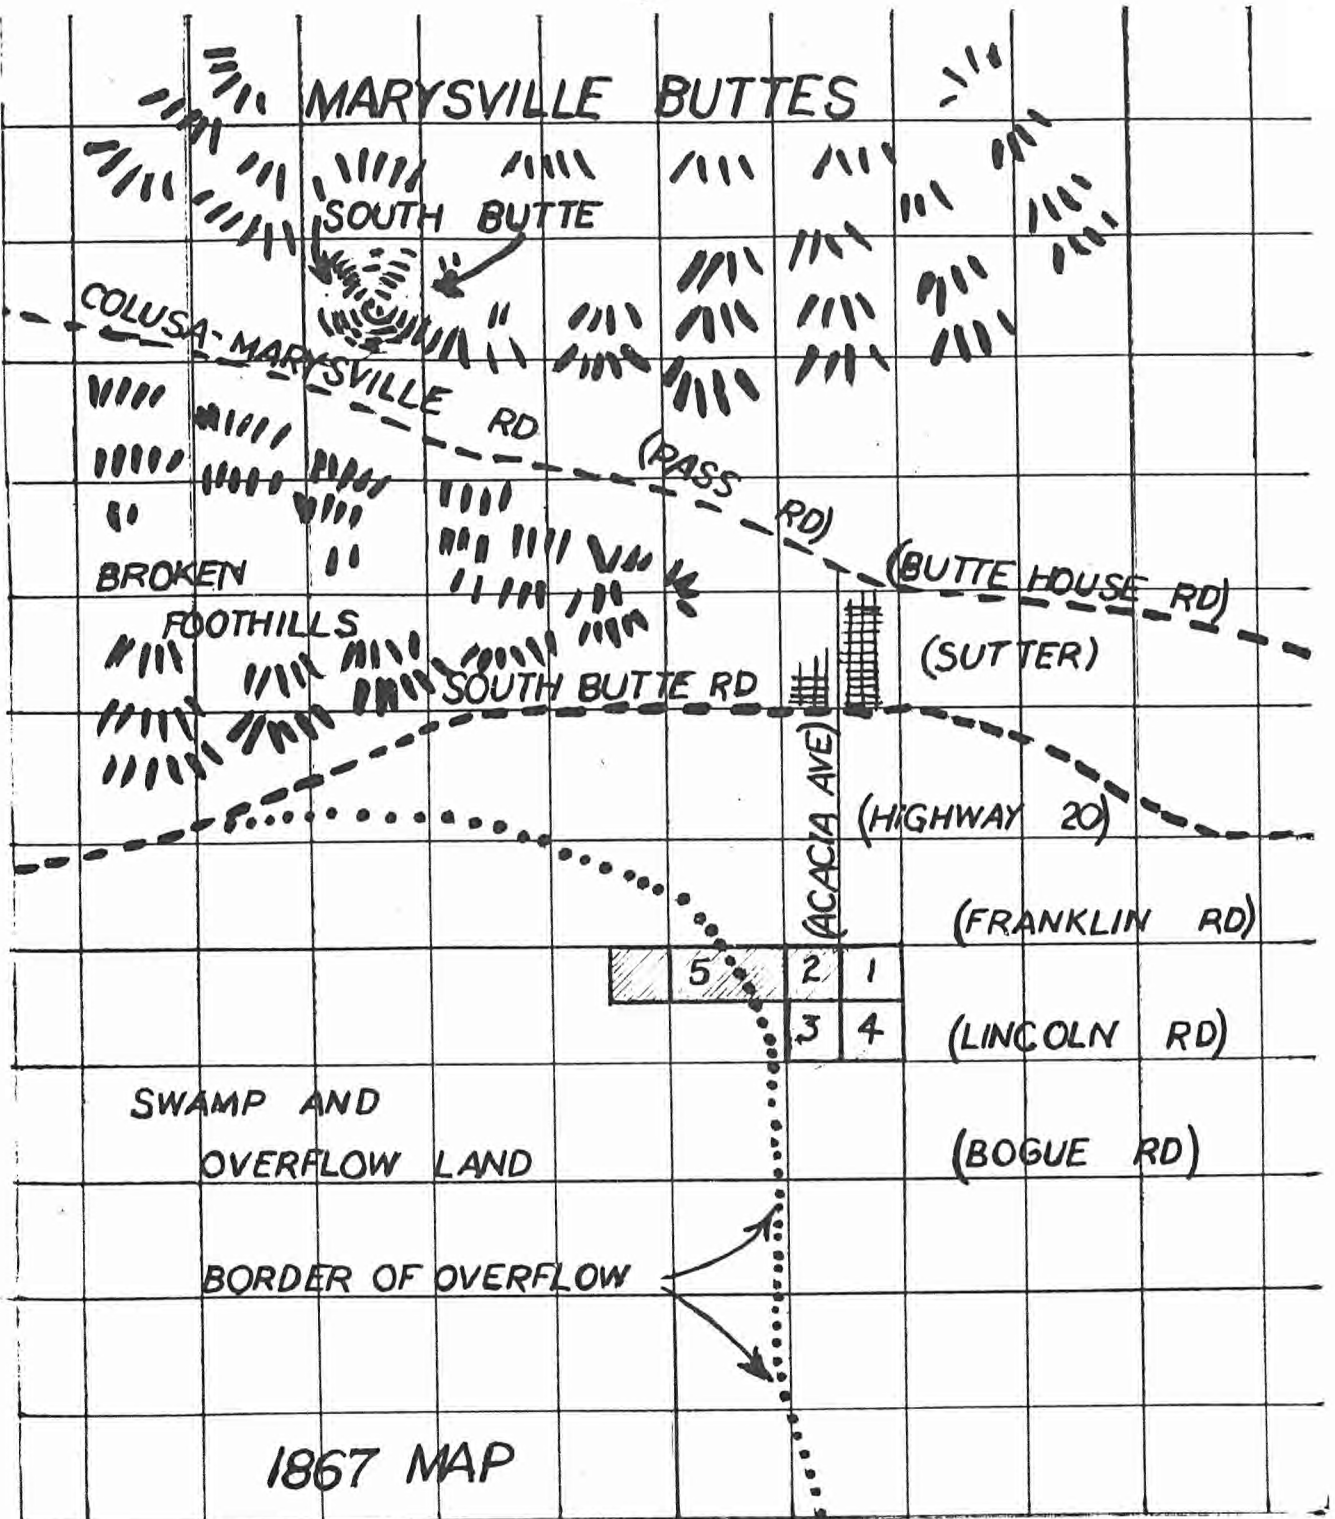 MARYSVILLE BUTTES
SOUTH BUTTE
COLUSA-MARYSVILLE RD
(PASS RD)
(BUTTE HOUSE RD)
BROKEN
FOOTHILLS
(SUTTER)
SOUTH BUTTE RD
(ACACIA AVE)
(HIGHWAY 20)
(FRANKLIN RD)
5 2 1
3 4
(LINCOLN RD)
SWAMP AND
OVERFLOW LAND
(BOGUE RD)
BORDER OF OVERFLOW
1867 MAP